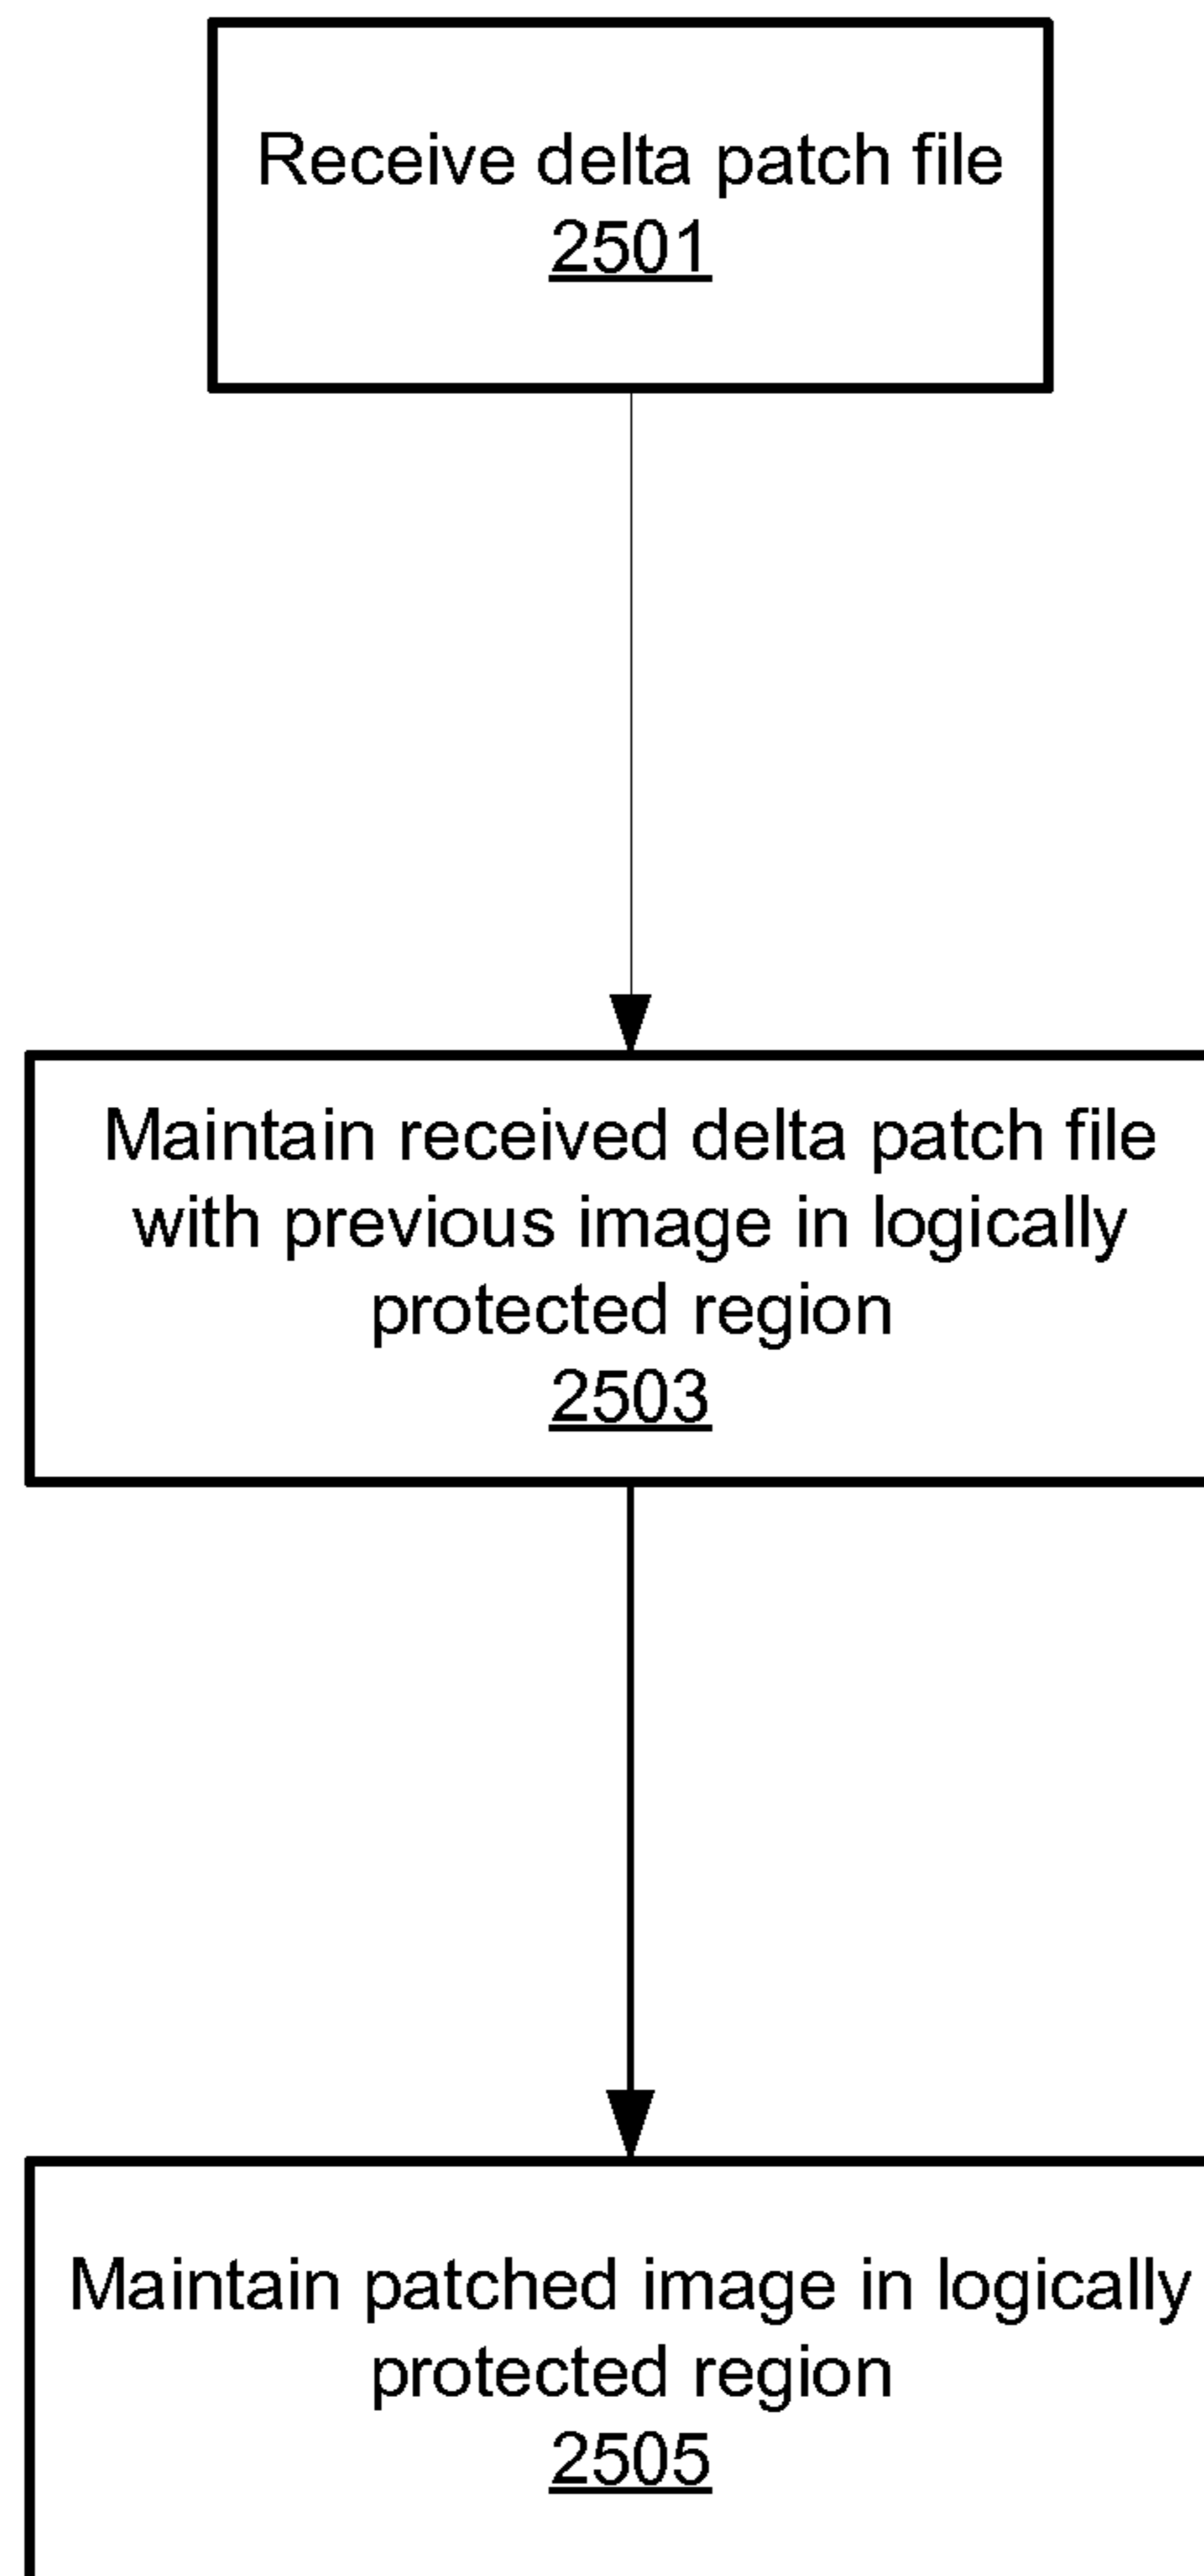 Receive delta patch file
2501
Maintain received delta patch file
with previous image in logically
protected region
2503
Maintain patched image in logically
protected region
2505